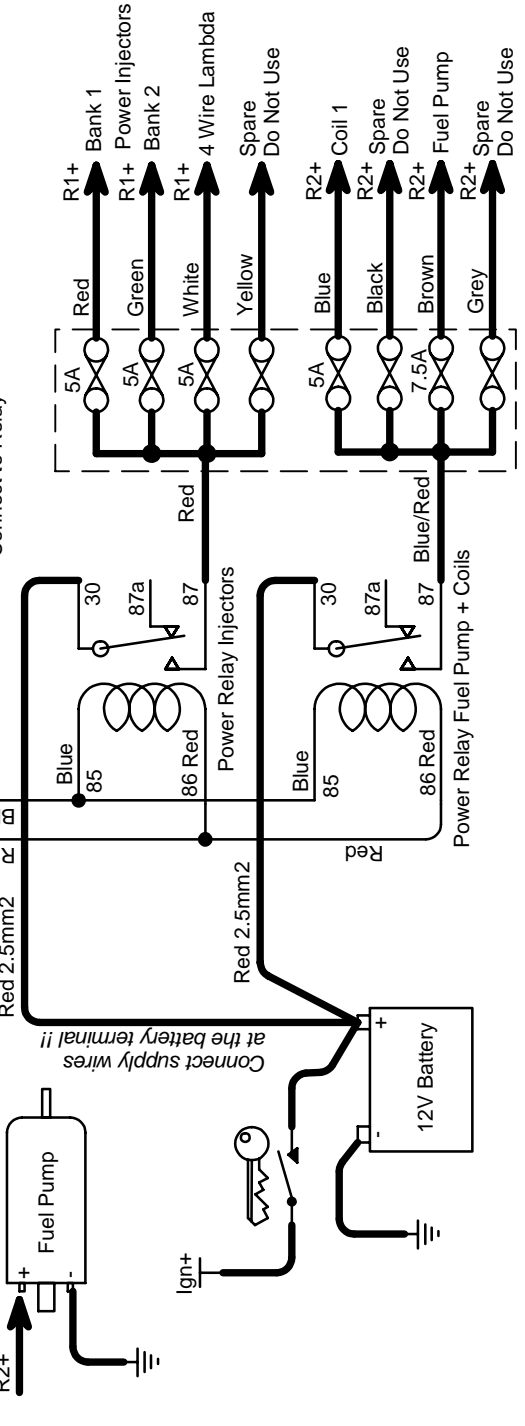 Connect to Relay
R1+
Bank 1
Power Injectors
R1+
Bank 2
R1+
4 Wire Lambda
Spare
Do Not Use
R2+
Coil 1
R2+
Spare
Do Not Use
R2+
Fuel Pump
R2+
Spare
Do Not Use
Red
Green
White
Yellow
Blue
Black
Brown
Grey
5A
5A
5A
5A
7.5A
Red
Blue/Red
30
87a
87
30
87a
87
Blue
85
86 Red
Power Relay Injectors
Blue
85
86 Red
Power Relay Fuel Pump + Coils
Red
Red 2.5mm2
Red 2.5mm2
Connect supply wires
at the battery terminal !!
R2+
+
-
Fuel Pump
Ign+
+
-
12V Battery